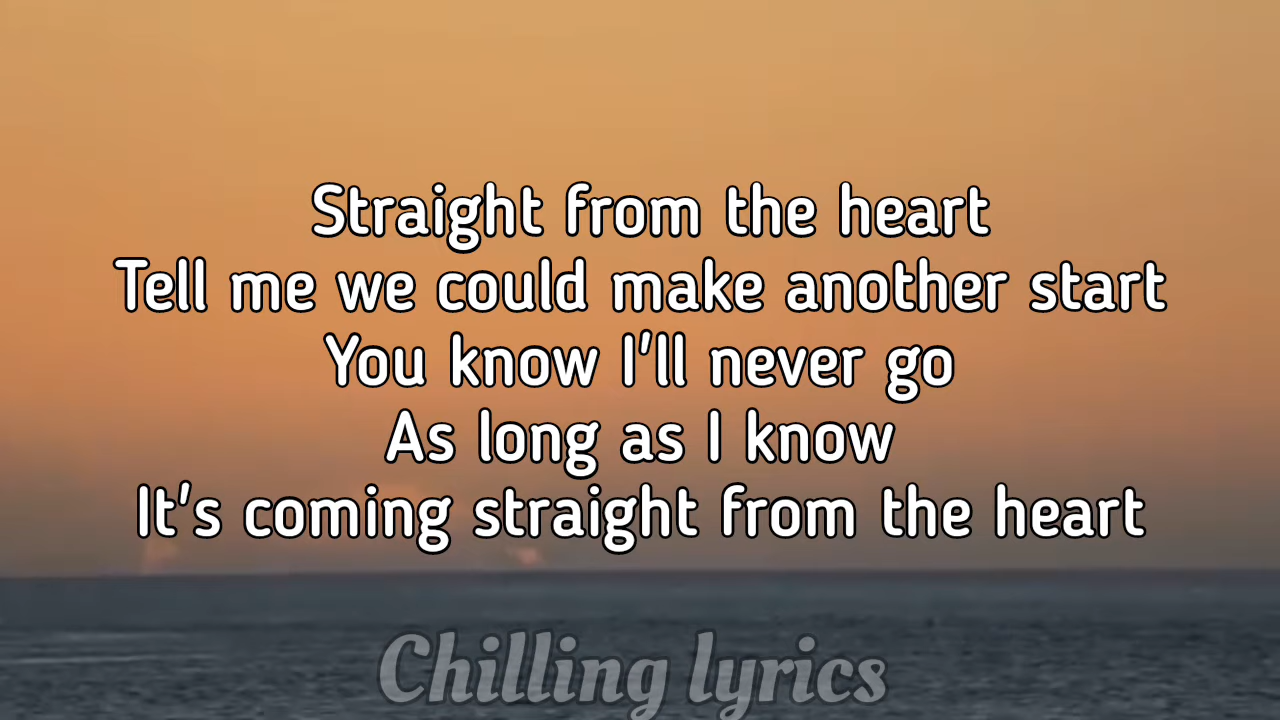 Straight from the heart
Tell me we could make another start
You know I'll never go
As long as I know
It's coming straight from the heart
Chilling lyrics